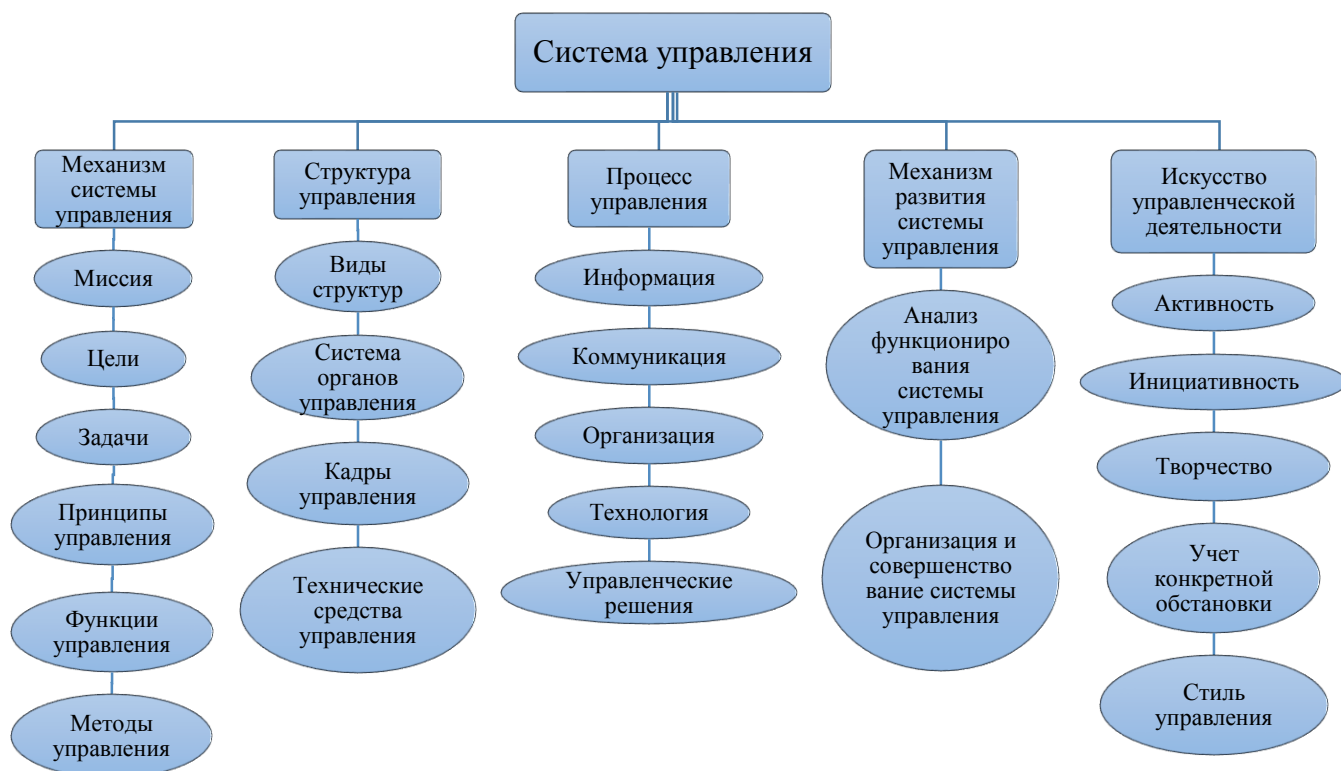 Система управления
Механизм
системы
управления
Миссия
Цели
Задачи
Принципы
управления
Функции
управления
Методы
управления
Структура
управления
Виды
структур
Система
органов
управления
Кадры
управления
Технические
средства
управления
Процесс
управления
Информация
Коммуникация
Организация
Технология
Управленческие
решения
Механизм
развития
системы
управления
Анализ
функциониро
вания
системы
управления
Организация и
совершенство
вание системы
управления
Искусство
управленческой
деятельности
Активность
Инициативность
Творчество
Учет
конкретной
обстановки
Стиль
управления